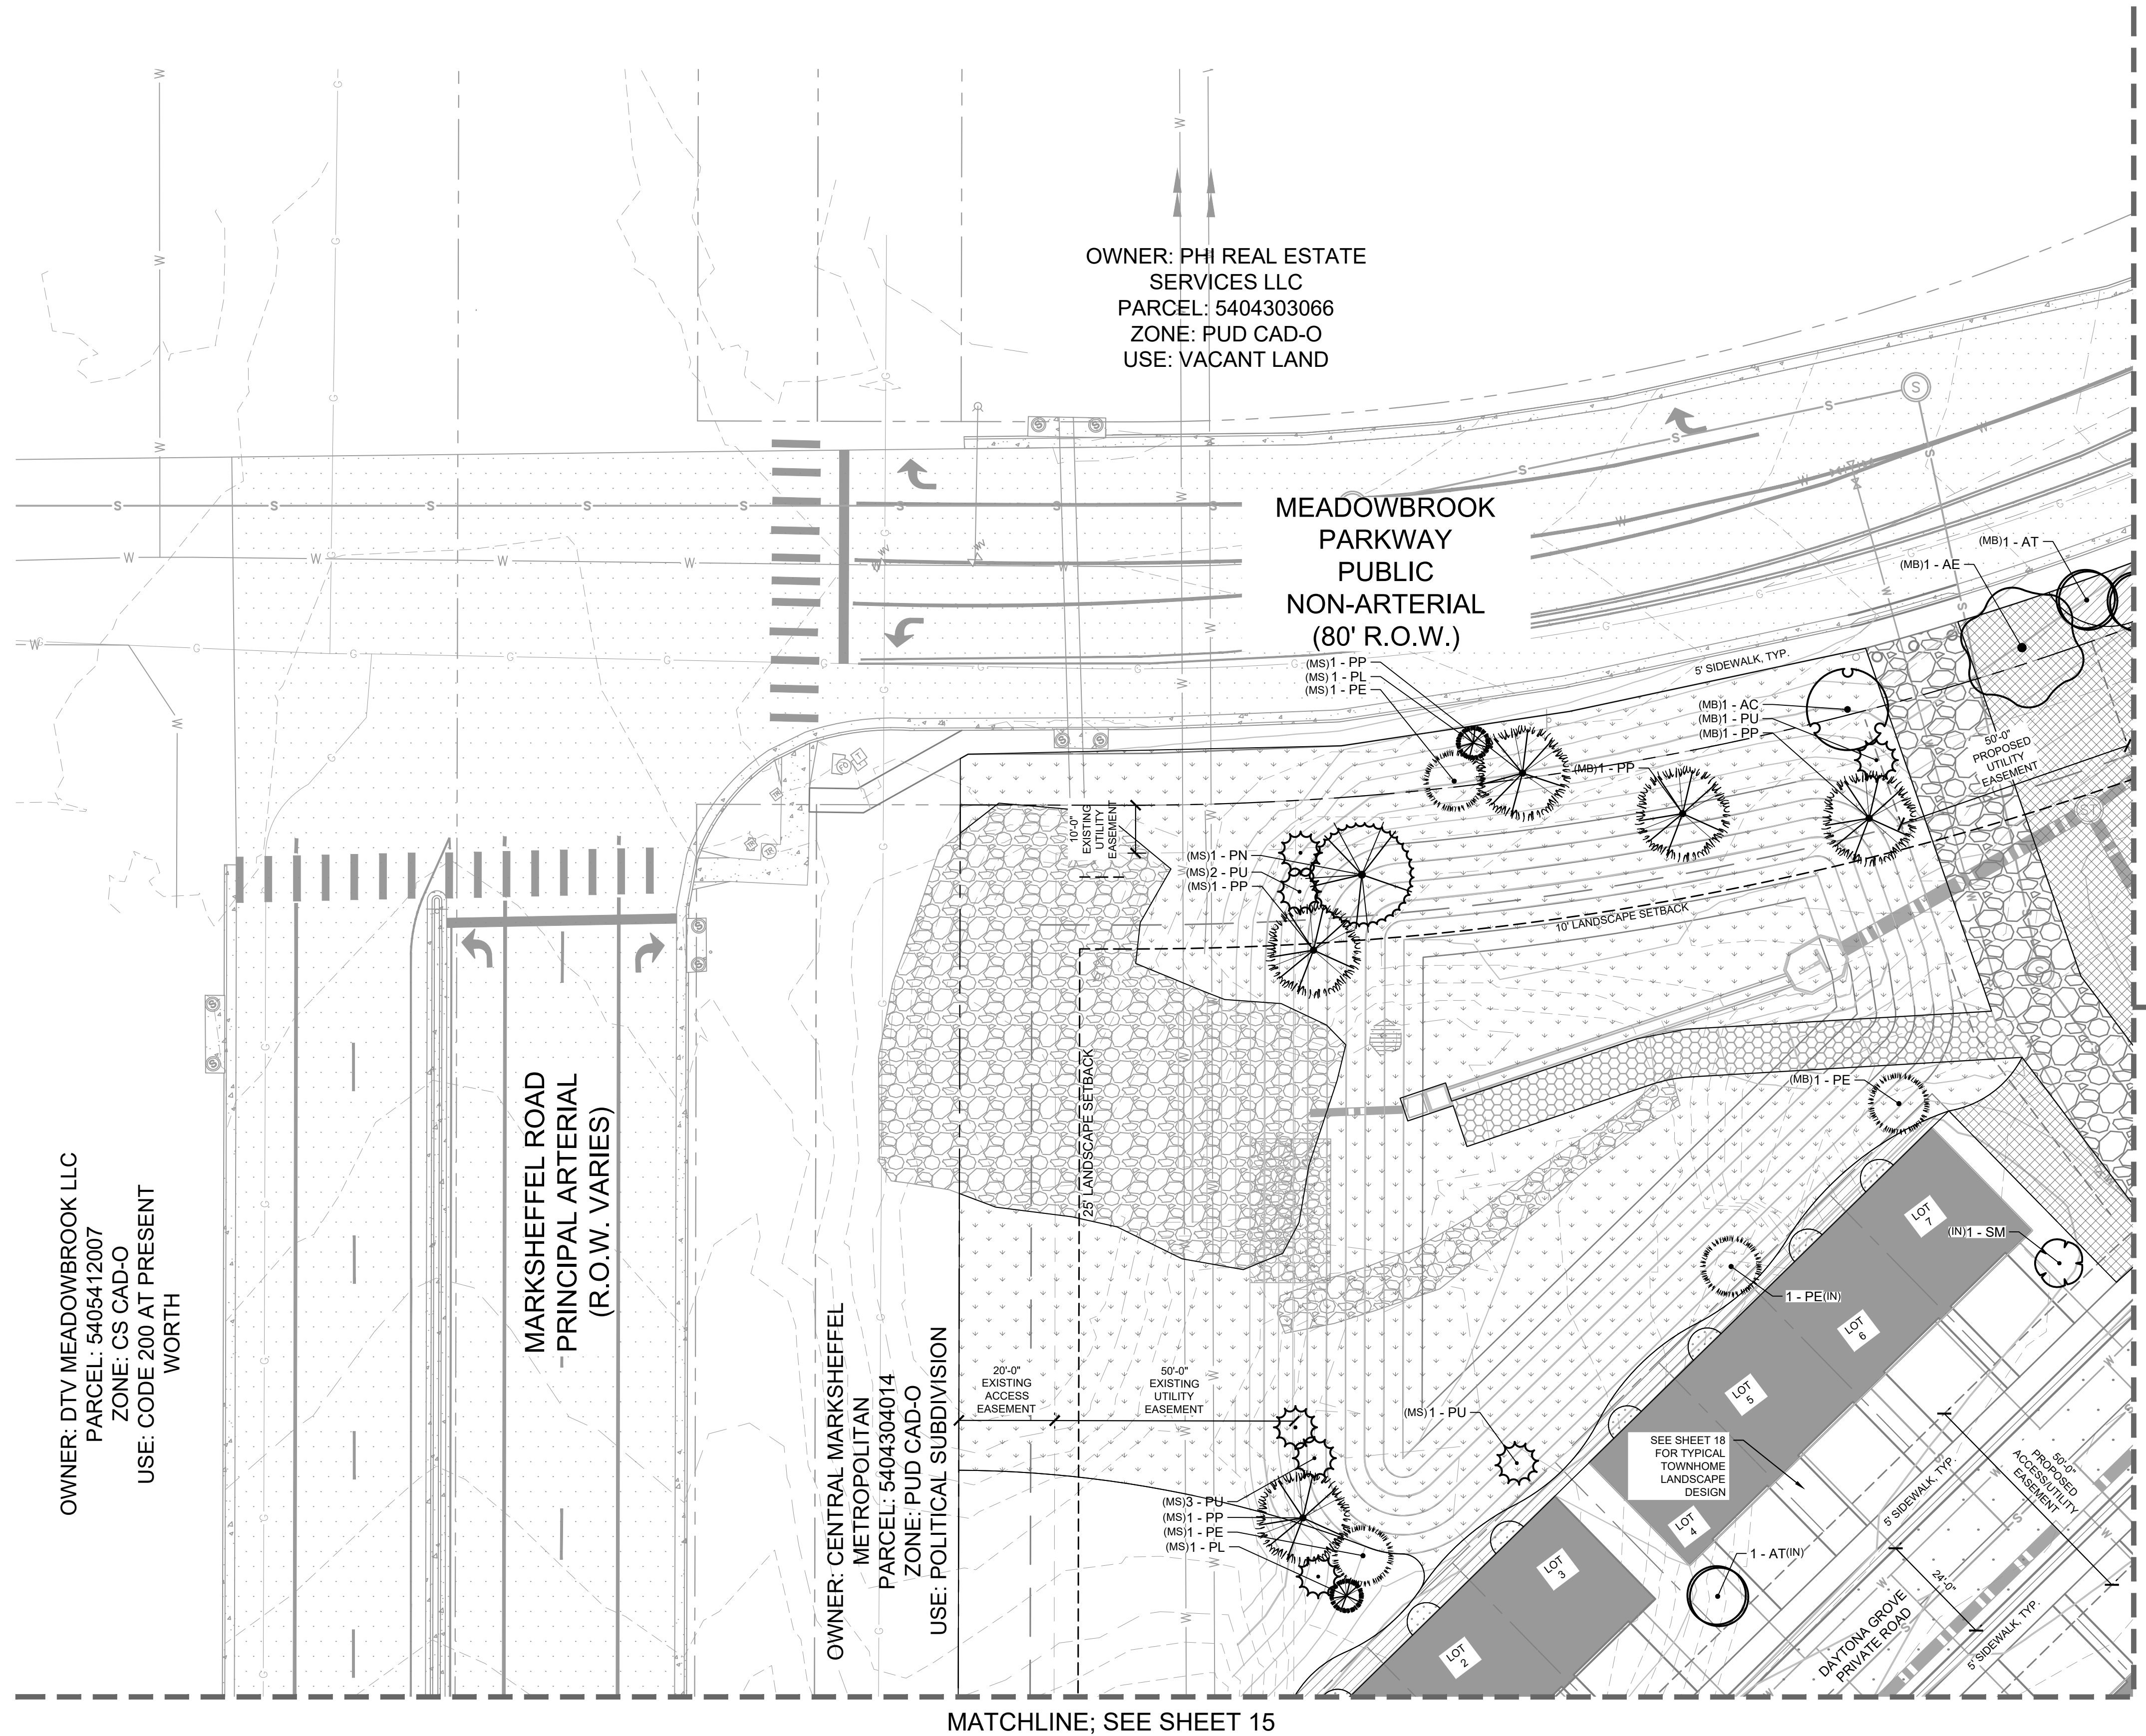 OWNER: PHI REAL ESTATE
SERVICES LLC
PARCEL: 5404303066
ZONE: PUD CAD-O
USE: VACANT LAND
MEADOWBROOK
PARKWAY
PUBLIC
NON-ARTERIAL
(80' R.O.W.)
(MB)1 - AT
(MB)1 - AE
5' SIDEWALK, TYP.
(MS)1 - PP
(MS)1 - PL
(MS)1 - PE
(MB)1 - AC
(MB)1 - PU
(MB)1 - PP
(MB)1 - PP
50'-0"
PROPOSED
UTILITY
EASEMENT
10'-0"
EXISTING
UTILITY
EASEMENT
(MS)1 - PN
(MS)2 - PU
(MS)1 - PP
10' LANDSCAPE SETBACK
25' LANDSCAPE SETBACK
(MB)1 - PE
(IN)1 - SM
1 - PE(IN)
LOT
7
LOT
6
LOT
5
LOT
4
LOT
3
LOT
2
OWNER: DTV MEADOWBROOK LLC
PARCEL: 5405412007
ZONE: CS CAD-O
USE: CODE 200 AT PRESENT
WORTH
MARKSHEFFEL ROAD
PRINCIPAL ARTERIAL
(R.O.W. VARIES)
OWNER: CENTRAL MARKSHEFFEL
METROPOLITAN
PARCEL: 5404304014
ZONE: PUD CAD-O
USE: POLITICAL SUBDIVISION
20'-0"
EXISTING
ACCESS
EASEMENT
50'-0"
EXISTING
UTILITY
EASEMENT
(MS)1 - PU
(MS)3 - PU
(MS)1 - PP
(MS)1 - PE
(MS)1 - PL
SEE SHEET 18
FOR TYPICAL
TOWNHOME
LANDSCAPE
DESIGN
1 - AT(IN)
5' SIDEWALK, TYP.
50'-0"
PROPOSED
ACCESS/UTILITY
EASEMENT
24'-0"
DAYTONA GROVE
PRIVATE ROAD
5' SIDEWALK, TYP.
MATCHLINE; SEE SHEET 15